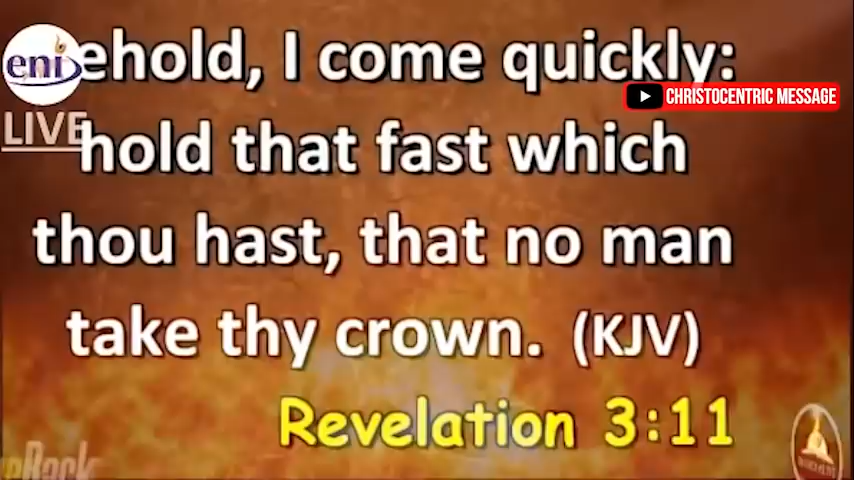 ehold, I come quickly:
eni
CHRISTOCENTRIC MESSAGE
LIVE
hold that fast which
thou hast, that no man
take thy crown. (KJV)
Revelation 3:11